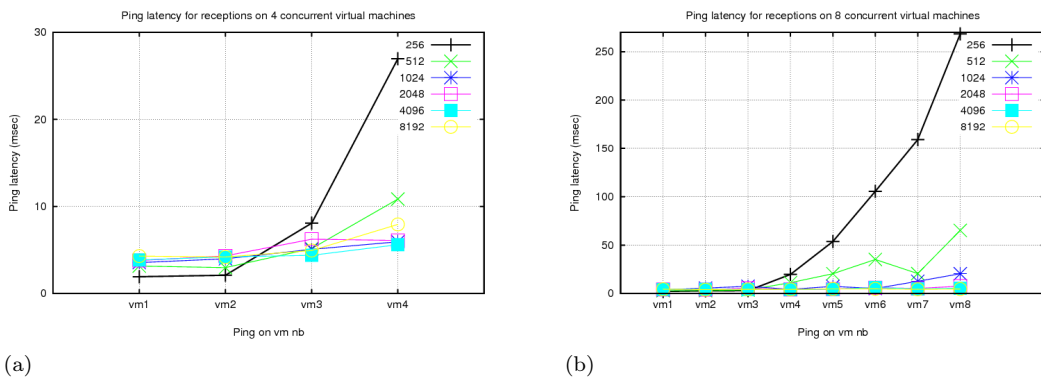 Ping latency for receptions on 4 concurrent virtual machines
30
20
10
0
Ping latency (msec)
256
512
1024
2048
4096
8192
vm1 vm2 vm3 vm4
Ping on vm nb
(a)
Ping latency for receptions on 8 concurrent virtual machines
250
200
150
100
50
0
Ping latency (msec)
256
512
1024
2048
4096
8192
vm1 vm2 vm3 vm4 vm5 vm6 vm7 vm8
Ping on vm nb
(b)